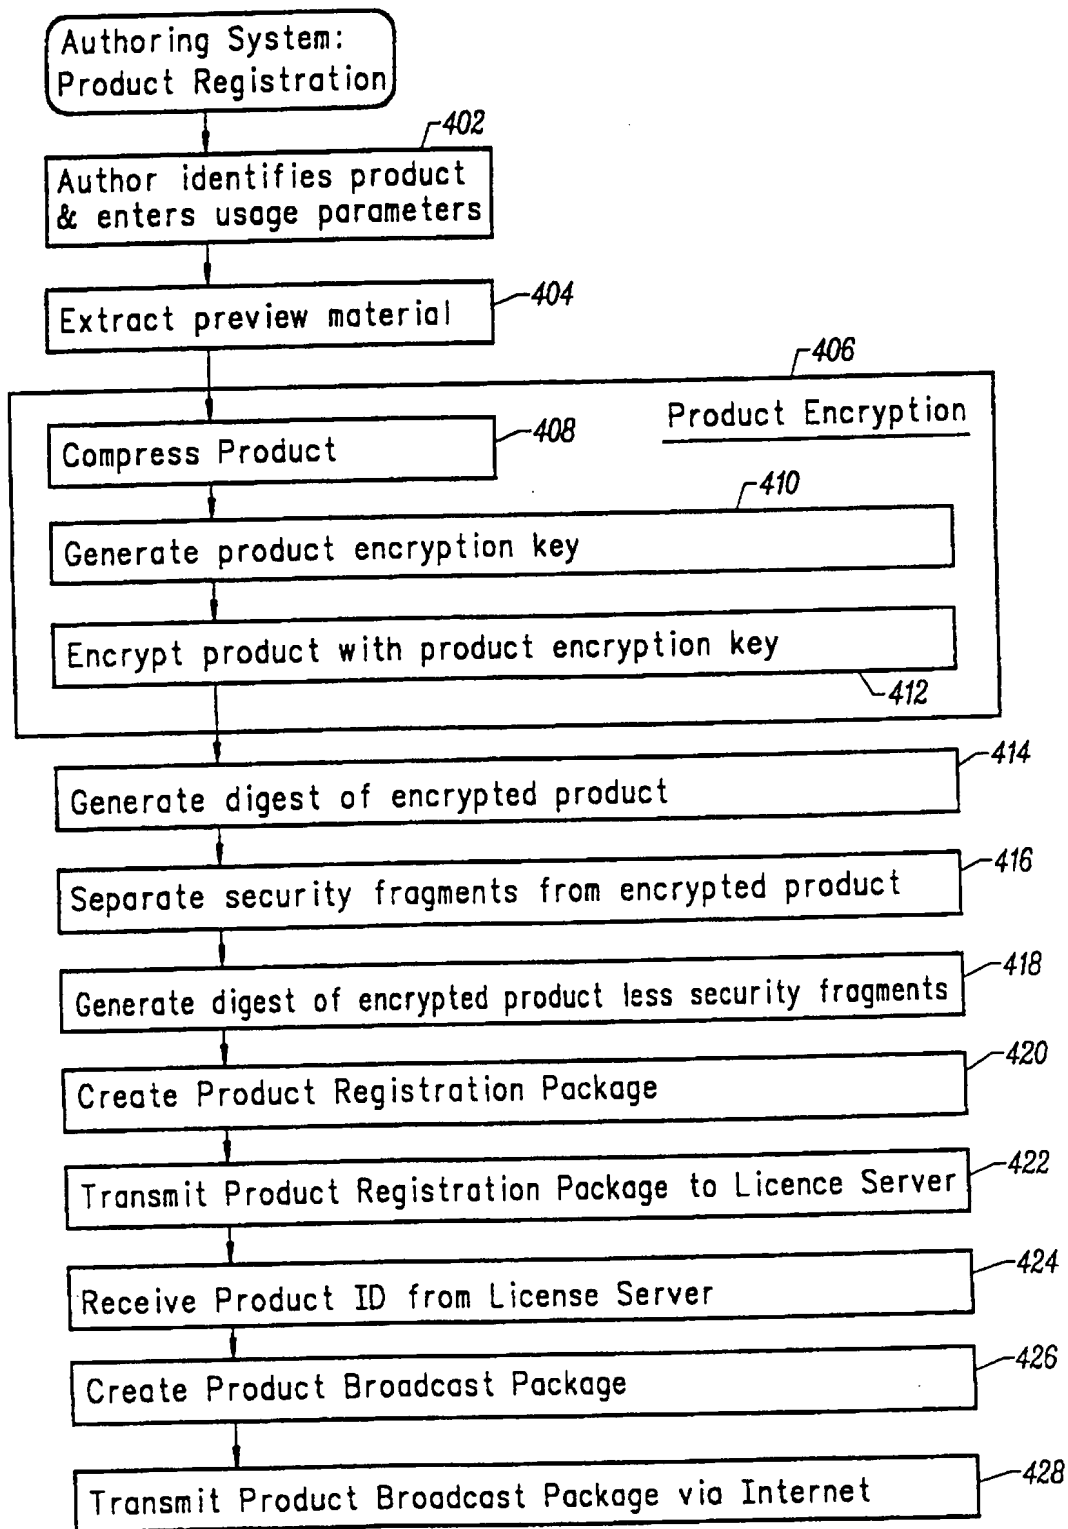 Authoring System:
Product Registration
402
Author identifies product
& enters usage parameters
404
Extract preview material
406
Product Encryption
408
Compress Product
410
Generate product encryption key
Encrypt product with product encryption key
412
414
Generate digest of encrypted product
416
Separate security fragments from encrypted product
418
Generate digest of encrypted product less security fragments
420
Create Product Registration Package
422
Transmit Product Registration Package to Licence Server
424
Receive Product ID from License Server
426
Create Product Broadcast Package
428
Transmit Product Broadcast Package via Internet